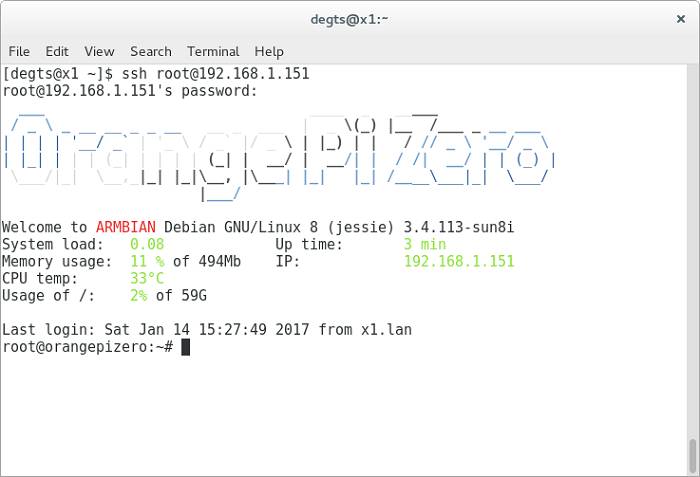 degts@x1:~
File Edit View Search Terminal Help
[degts@x1 ~]$ ssh root@192.168.1.151
root@192.168.1.151's password:
Orange Pi Zero
Welcome to ARMBIAN Debian GNU/Linux 8 (jessie) 3.4.113-sun8i
System load: 0.08 Up time: 3 min
Memory usage: 11 % of 494Mb IP: 192.168.1.151
CPU temp: 33°C
Usage of /: 2% of 59G
Last login: Sat Jan 14 15:27:49 2017 from x1.lan
root@orangepizero:~#